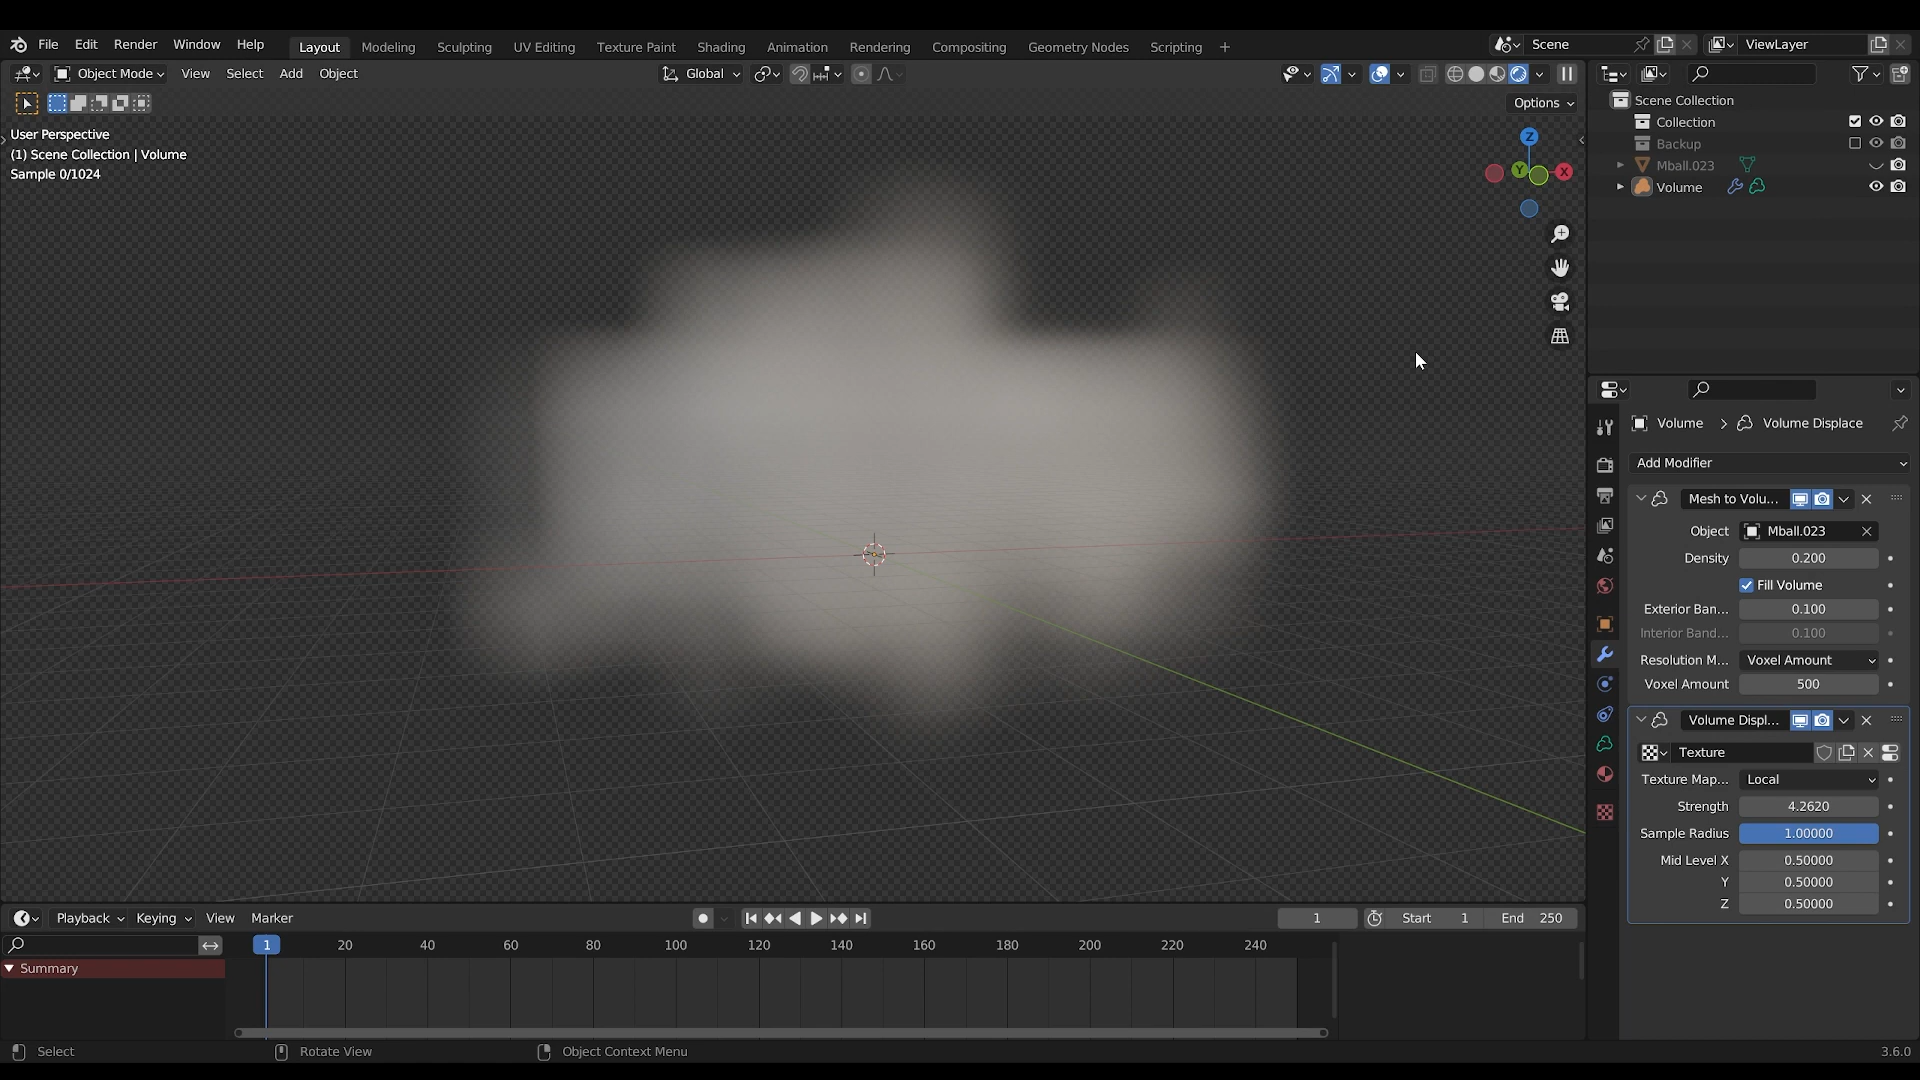 File Edit Render Window Help Layout Modeling Sculpting UV Editing Texture Paint Shading Animation Rendering Compositing Geometry Nodes Scripting + Scene ViewLayer
Object Mode View Select Add Object Global
Options
User Perspective
(1) Scene Collection | Volume
Sample 0/1024
Z
Y
X
Scene Collection
Collection
Backup
Mball.023
Volume
Volume > Volume Displace
Add Modifier
Mesh to Volu...
Object Mball.023
Density 0.200
Fill Volume
Exterior Ban... 0.100
Interior Band... 0.100
Resolution M... Voxel Amount
Voxel Amount 500
Volume Displ...
Texture
Texture Map... Local
Strength 4.2620
Sample Radius 1.00000
Mid Level X 0.50000
Y 0.50000
Z 0.50000
Playback Keying View Marker 1 Start 1 End 250
1 20 40 60 80 100 120 140 160 180 200 220 240
Summary
Select Rotate View Object Context Menu 3.6.0